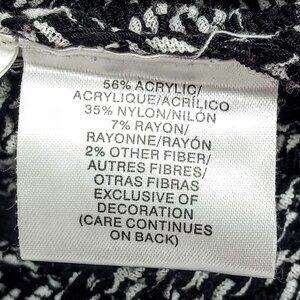 56% ACRYLIC/
ACRYLIQUE/ACRÍLICO
35% NYLON/NILÓN
7% RAYON/
RAYONNE/RAYÓN
2% OTHER FIBER/
AUTRES FIBRES/
OTRAS FIBRAS
EXCLUSIVE OF
DECORATION
(CARE CONTINUES
ON BACK)